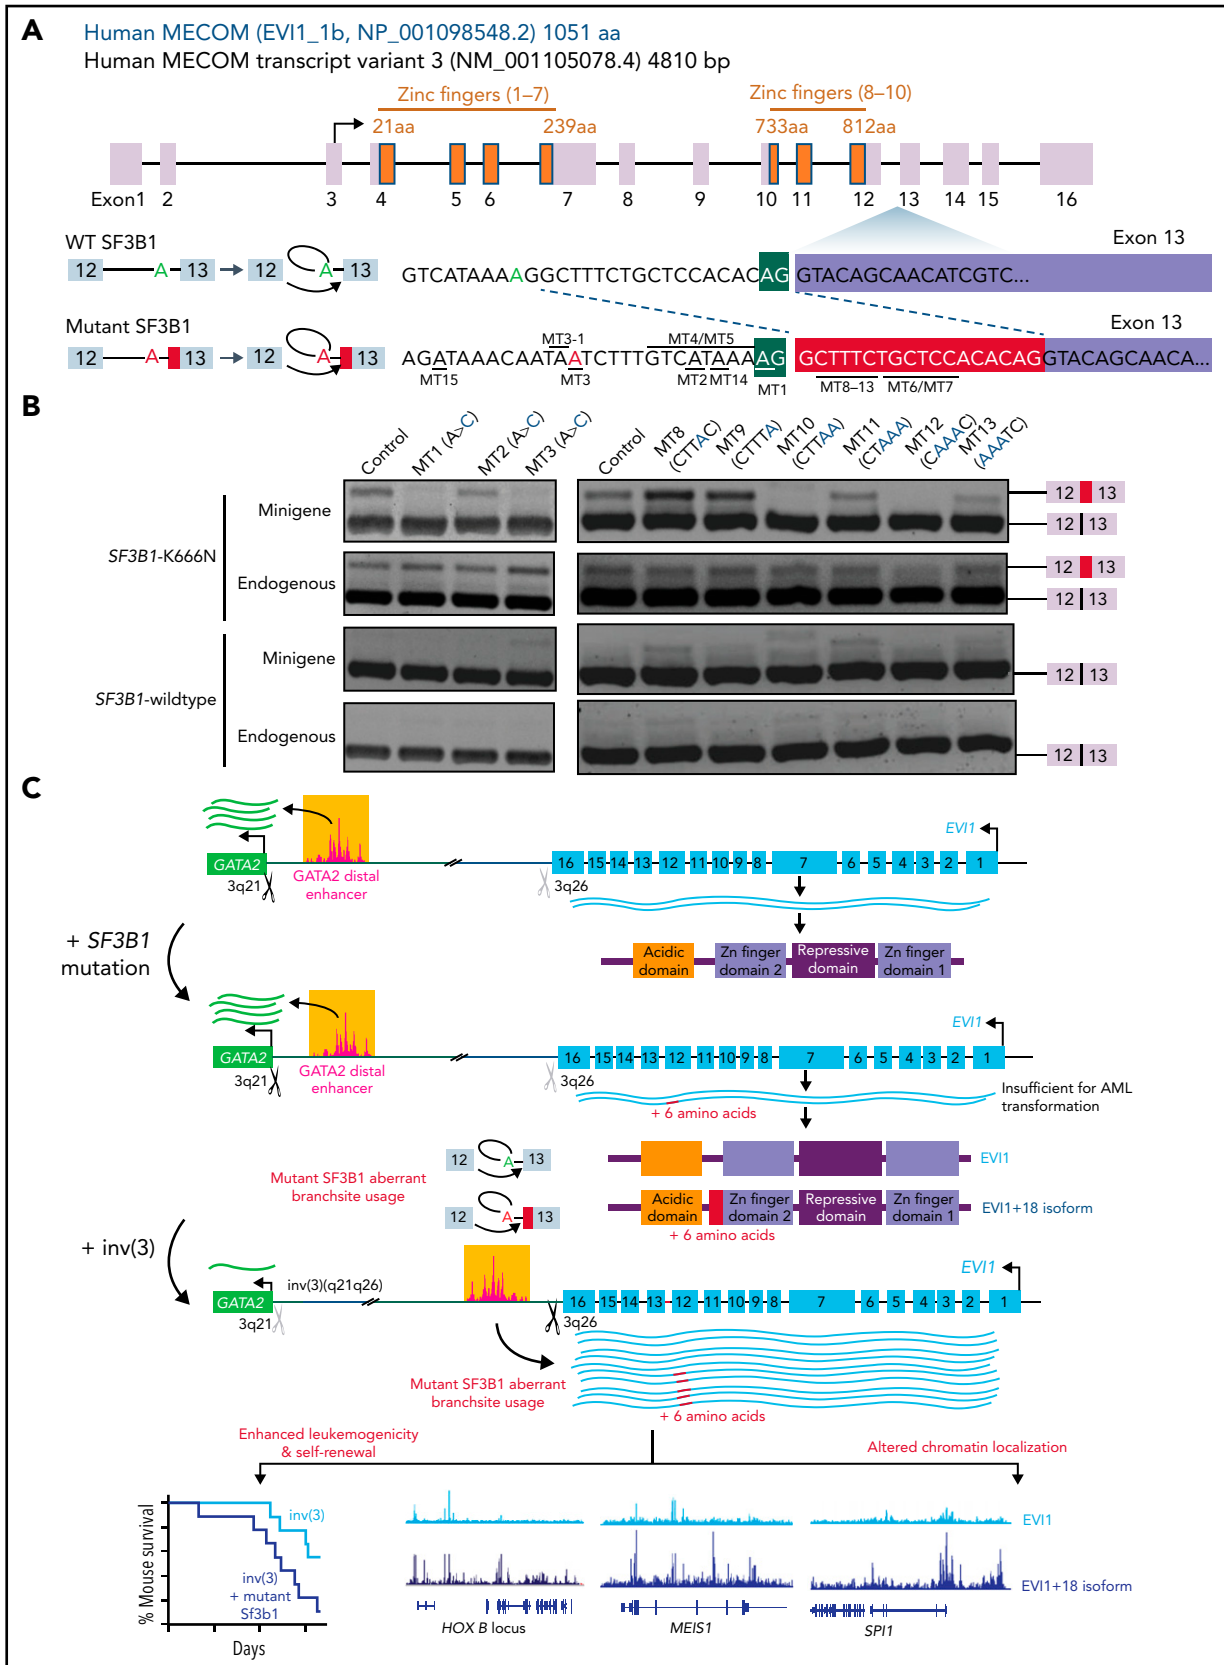 A
Human MECOM (EVI1_1b, NP_001098548.2) 1051 aa
Human MECOM transcript variant 3 (NM_001105078.4) 4810 bp
Zinc fingers (1–7)
Zinc fingers (8–10)
21aa
239aa
733aa
812aa
Exon1 2 3 4 5 6 7 8 9 10 11 12 13 14 15 16
WT SF3B1
12 A 13 12 A 13
GTCATAAAAGGCTTTCTGCTCCACACAG GTACAGCAACATCGTC...
Exon 13
Mutant SF3B1
12 A 13 12 A 13
MT3-1
MT4/MT5
Exon 13
AGATAAACAATAATCTTTGTCATAAAAG GCTTTCTGCTCCACACAGGTACAGCAACA...
MT15
MT3
MT2 MT14
MT1
MT8–13
MT6/MT7
B
Control
MT1 (A>C)
MT2 (A>C)
MT3 (A>C)
Control
MT8 (CTTAC)
MT9 (CTTTA)
MT10 (CTTAA)
MT11 (CTAAA)
MT12 (CAAAC)
MT13 (AAATC)
SF3B1-K666N
Minigene
12 13
12 13
Endogenous
12 13
12 13
SF3B1-wildtype
Minigene
12 13
Endogenous
12 13
C
GATA2
3q21
GATA2 distal
enhancer
EVI1
16 15 14 13 12 11 10 9 8 7 6 5 4 3 2 1
3q26
Acidic
domain
Zn finger
domain 2
Repressive
domain
Zn finger
domain 1
+ SF3B1
mutation
GATA2
3q21
GATA2 distal
enhancer
EVI1
16 15 14 13 12 11 10 9 8 7 6 5 4 3 2 1
3q26
Insufficient for AML
transformation
+ 6 amino acids
12 A 13
Mutant SF3B1 aberrant
branchsite usage
12 A 13
EVI1
Acidic
domain
Zn finger
domain 2
Repressive
domain
Zn finger
domain 1
EVI1+18 isoform
+ 6 amino acids
+ inv(3)
GATA2
3q21
inv(3)(q21q26)
EVI1
16 15 14 13 12 11 10 9 8 7 6 5 4 3 2 1
3q26
Mutant SF3B1 aberrant
branchsite usage
+ 6 amino acids
Enhanced leukemogenicity
& self-renewal
Altered chromatin localization
% Mouse survival
inv(3)
inv(3)
+ mutant
Sf3b1
Days
EVI1
EVI1+18 isoform
HOX B locus
MEIS1
SPI1